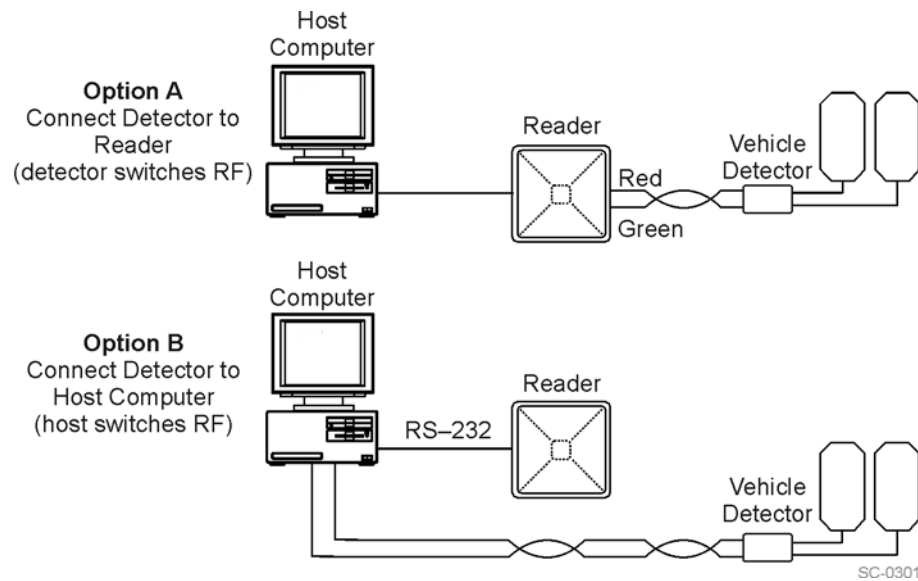 Host
Computer
Option A
Connect Detector to
Reader
(detector switches RF)
Reader
Red
Green
Vehicle
Detector
Host
Computer
Option B
Connect Detector to
Host Computer
(host switches RF)
RS–232
Reader
Vehicle
Detector
SC-0301